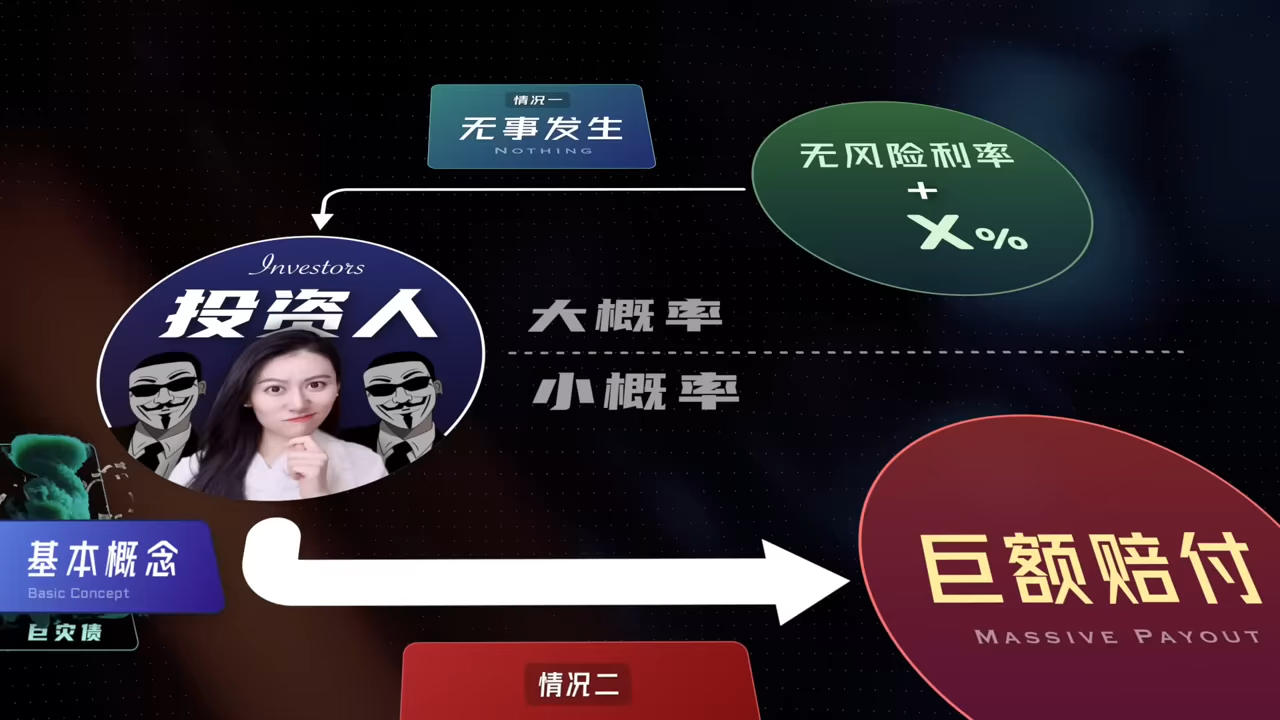 情况一
无事发生
NOTHING
无风险利率
+
X%
Investors
投资人
大概率
小概率
基本概念
Basic Concept
巨灾债
巨额赔付
MASSIVE PAYOUT
情况二